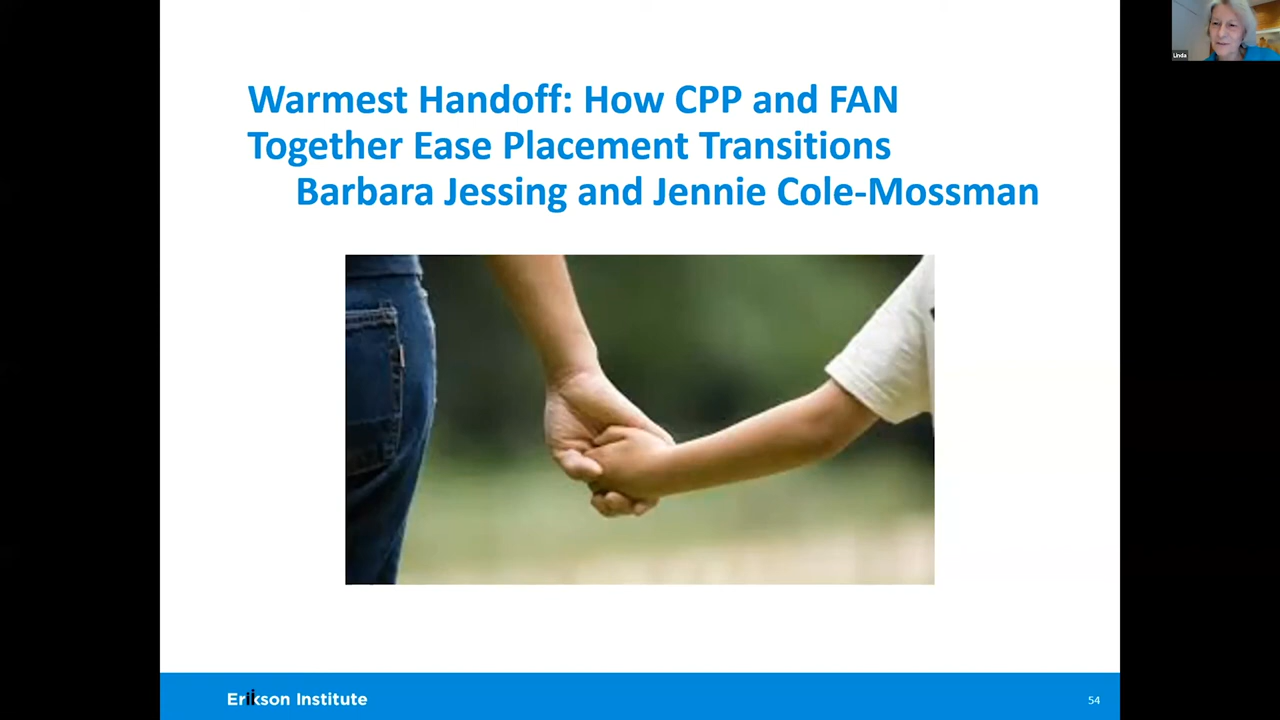 Linda
Warmest Handoff: How CPP and FAN
Together Ease Placement Transitions
Barbara Jessing and Jennie Cole-Mossman
Erikson Institute
54